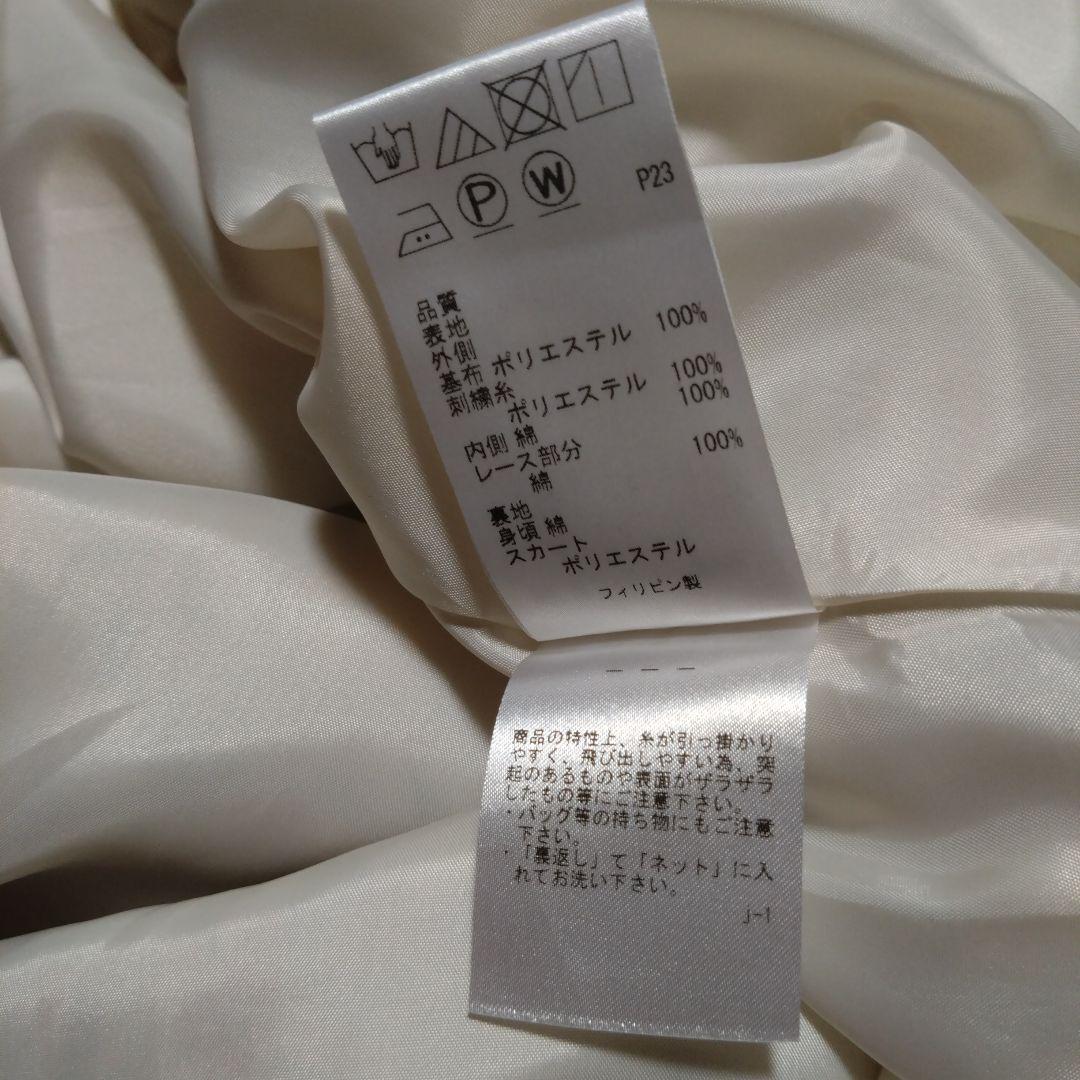 P
W
P23
品質
表地
外側
基布 ポリエステル 100%
刺繍糸
ポリエステル 100%
内側 綿 100%
レース部分
綿 100%
裏地
身頃 綿
スカート
ポリエステル
フィリピン製
商品の特性上、糸が引っ掛かり
やすく、飛び出しやすい為、突
起のあるものや表面がザラザラ
したもの等にご注意下さい。
・バッグ等の持ち物にもご注意
下さい。
・「裏返し」て「ネット」に入
れてお洗い下さい。
J-1